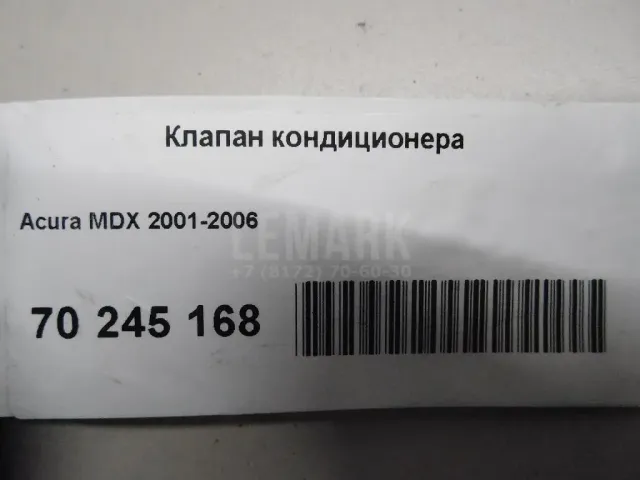 Клапан кондиционера
Acura MDX 2001-2006
LEMARK
+7 (8172) 70-60-30
70 245 168